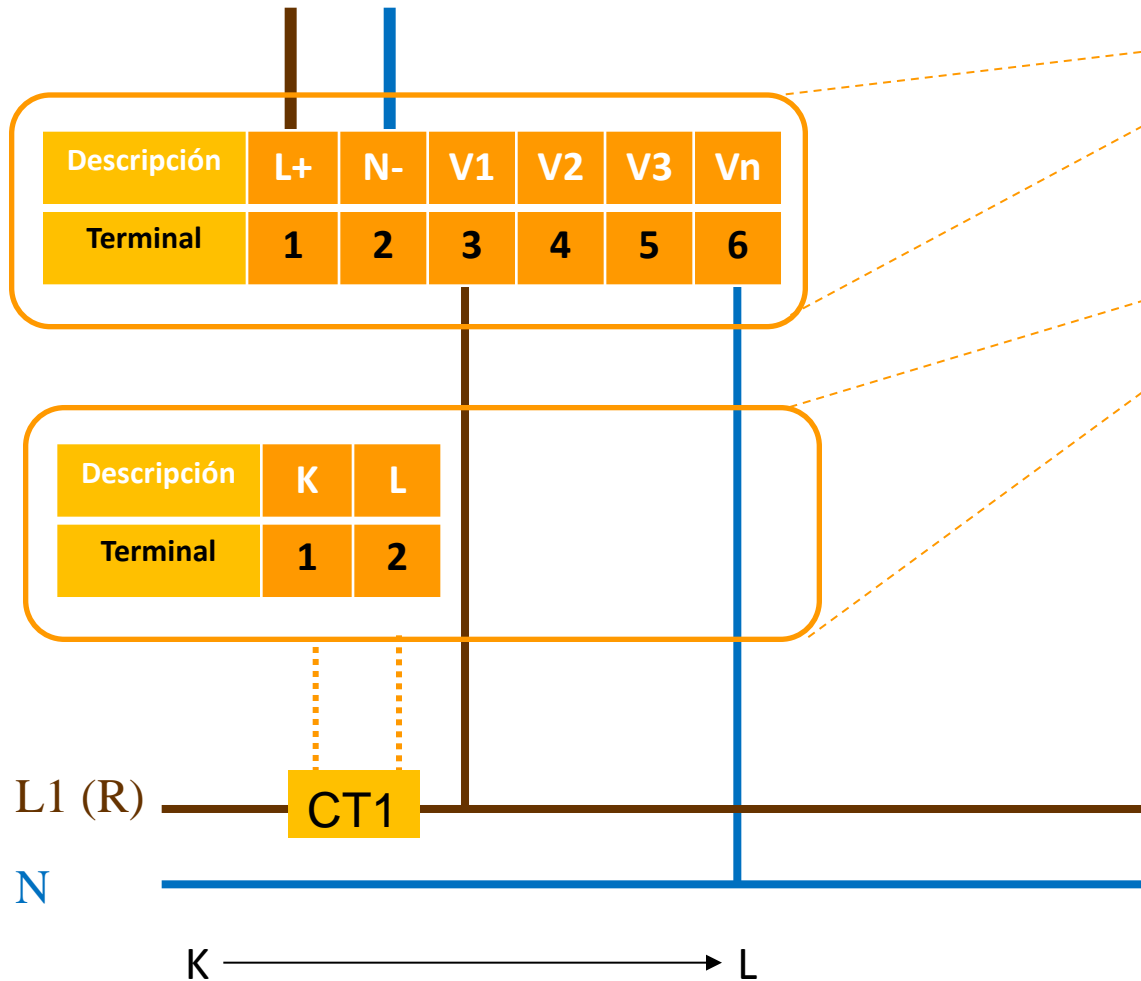 Descripción L+ N- V1 V2 V3 Vn
Terminal 1 2 3 4 5 6
Descripción K L
Terminal 1 2
L1 (R) CT1
N
K L